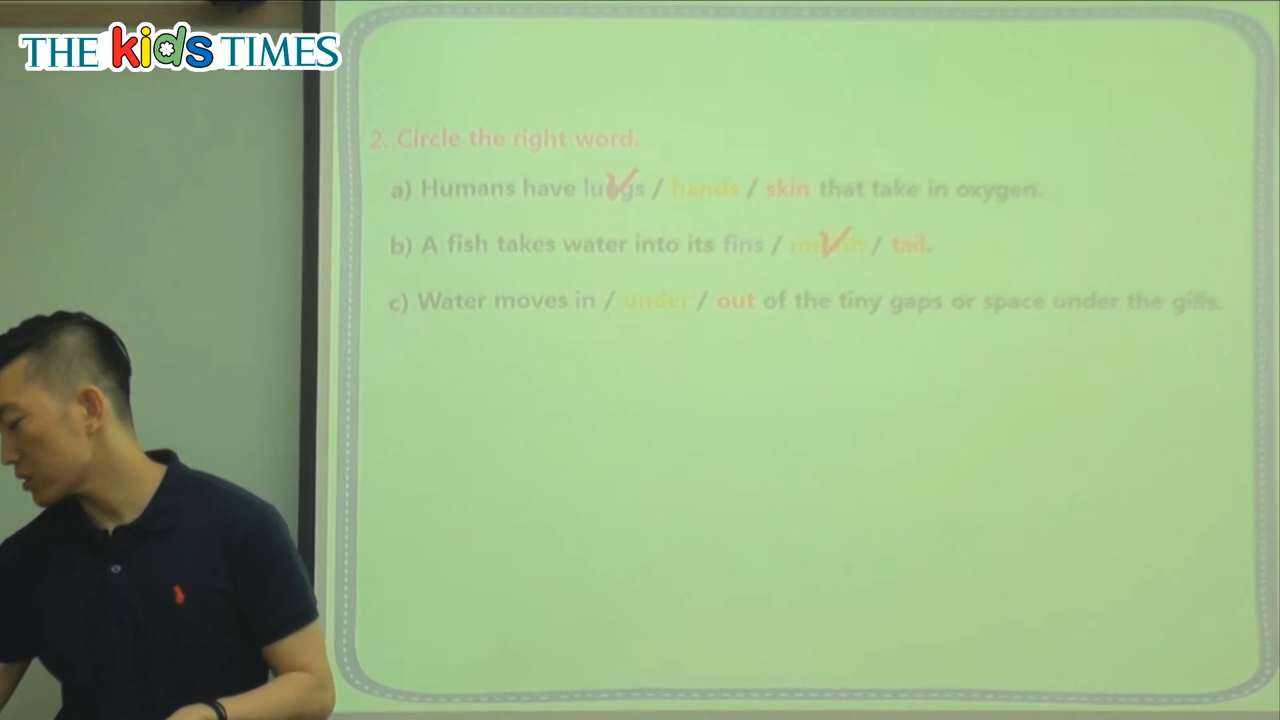 THE kids TIMES
2. Circle the right word.
a) Humans have lungs / hands / skin that take in oxygen.
b) A fish takes water into its fins / mouth / tail.
c) Water moves in / under / out of the tiny gaps or space under the gills.